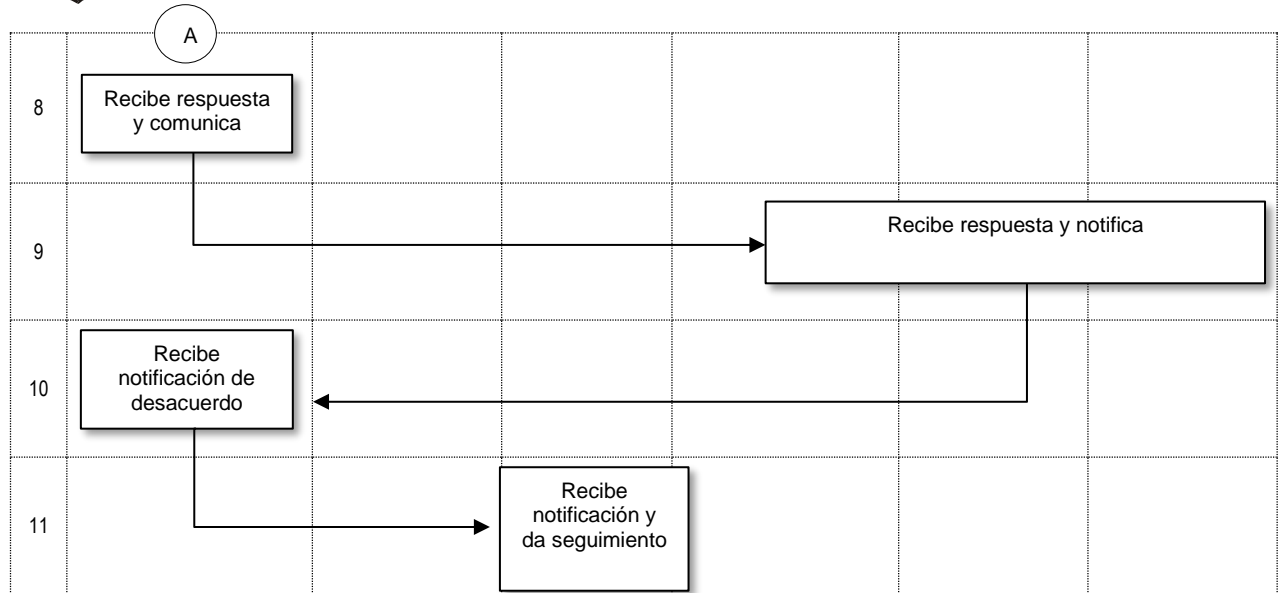 A
8
Recibe respuesta
y comunica
9
Recibe respuesta y notifica
10
Recibe
notificación de
desacuerdo
11
Recibe
notificación y
da seguimiento